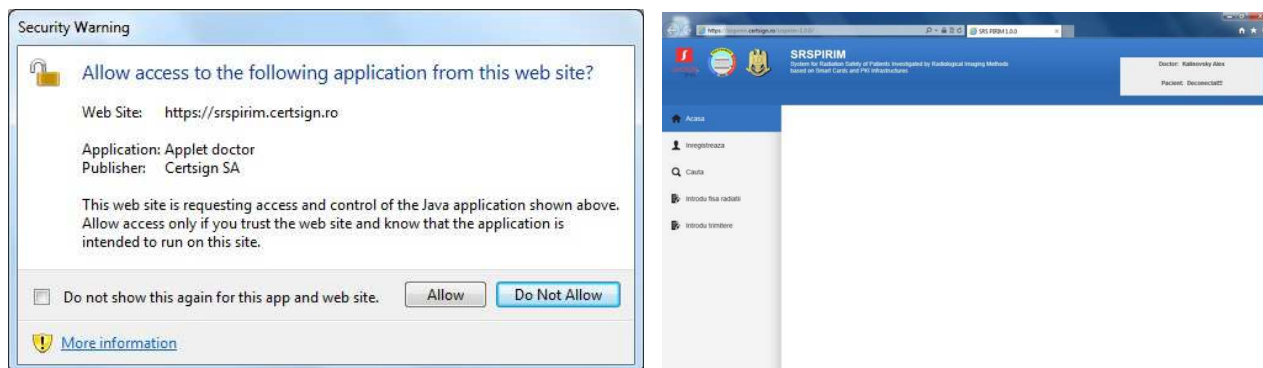 Security Warning
Allow access to the following application from this web site?
Web Site: https://srspirim.certsign.ro
Application: Applet doctor
Publisher: Certsign SA
This web site is requesting access and control of the Java application shown above.
Allow access only if you trust the web site and know that the application is
intended to run on this site.
Do not show this again for this app and web site.
Allow
Do Not Allow
More information
SRS PIRIM 1.0.0
SRSPIRIM
System for Radiation Safety of Patients Investigated by Radiological Imaging Methods
based on Smart Cards and PKI Infrastructures
Doctor: Kalinovsky Alex
Pacient: Deconectat!!!
Acasa
Inregistreaza
Cauta
Introdu fisa radiatii
Introdu trimitere